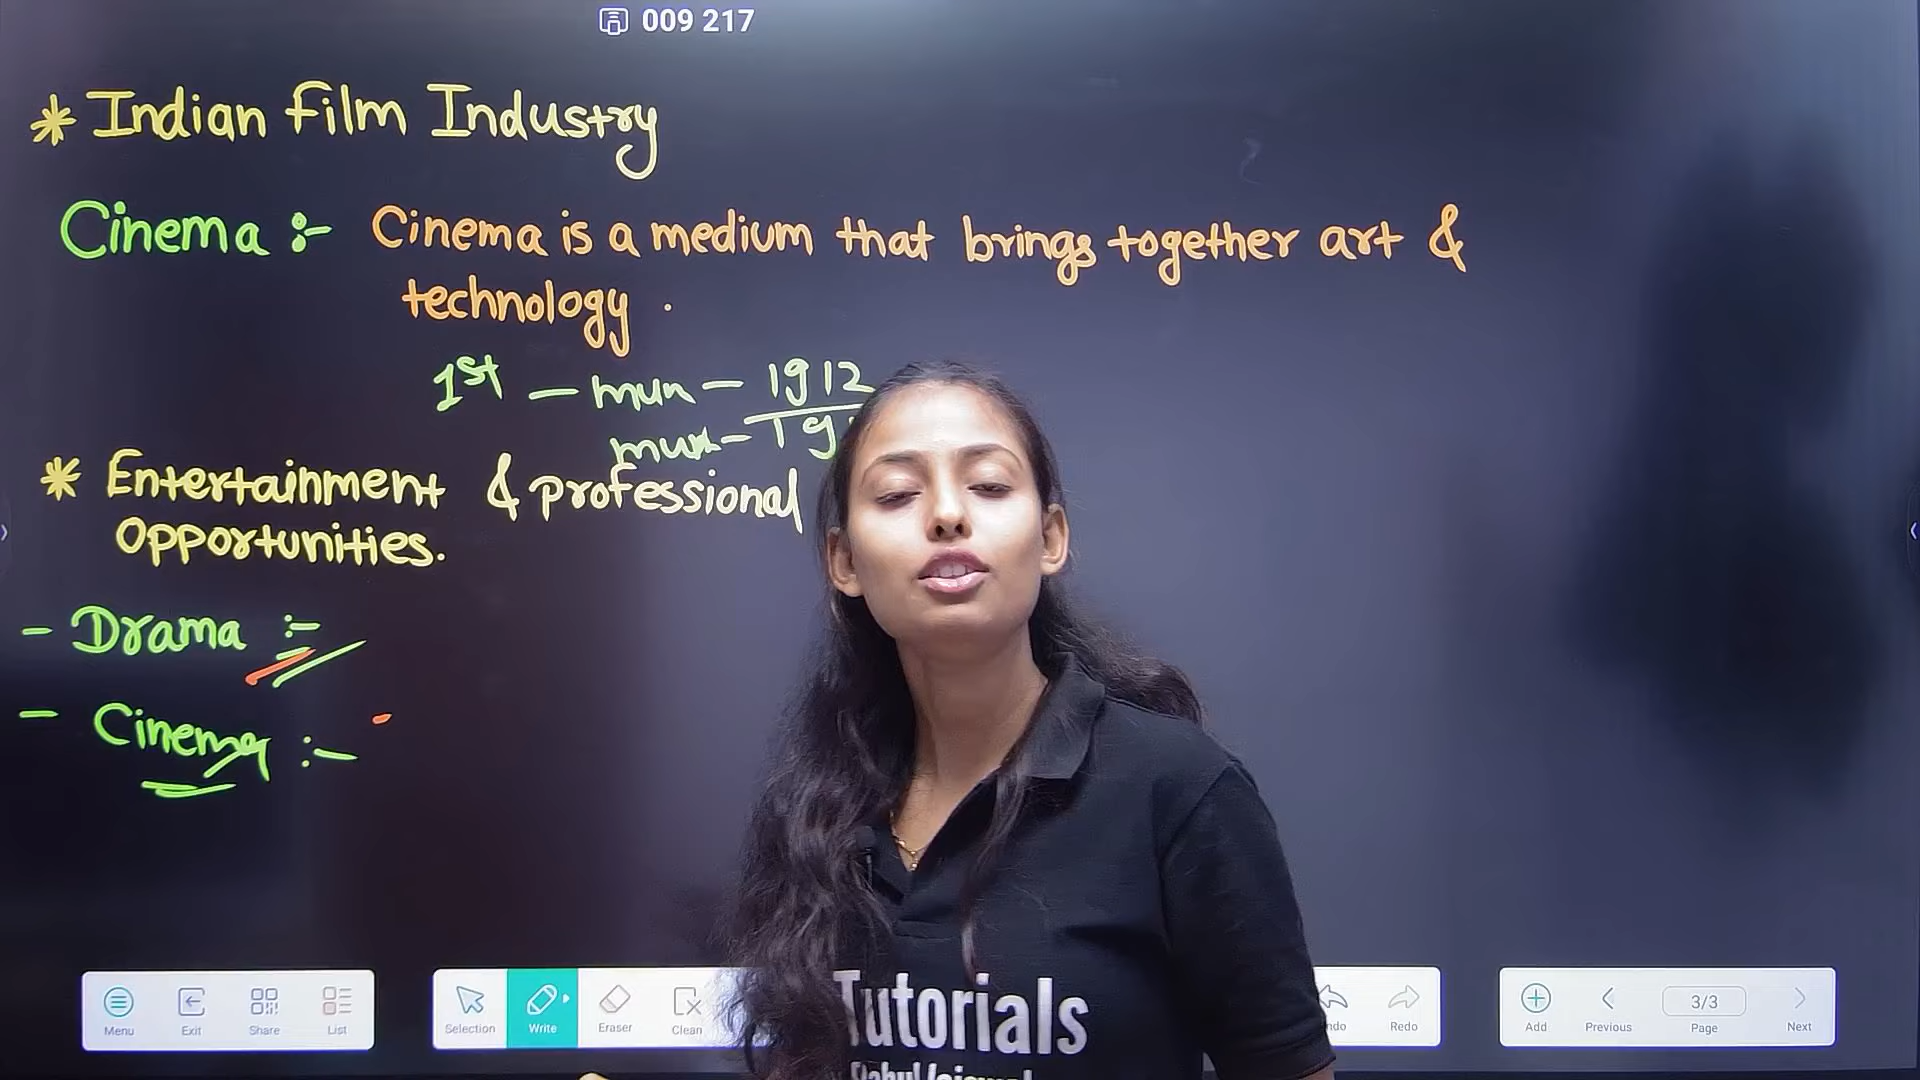 009 217
* Indian Film Industry
Cinema :- Cinema is a medium that brings together art &
technology .
1st - mun - 1912
mun - 19
* Entertainment & professional
Opportunities.
- Drama :-
- Cinema :-
Menu Exit Share List Selection Write Eraser Clean Redo Add Previous 3/3 Page Next
Tutorials